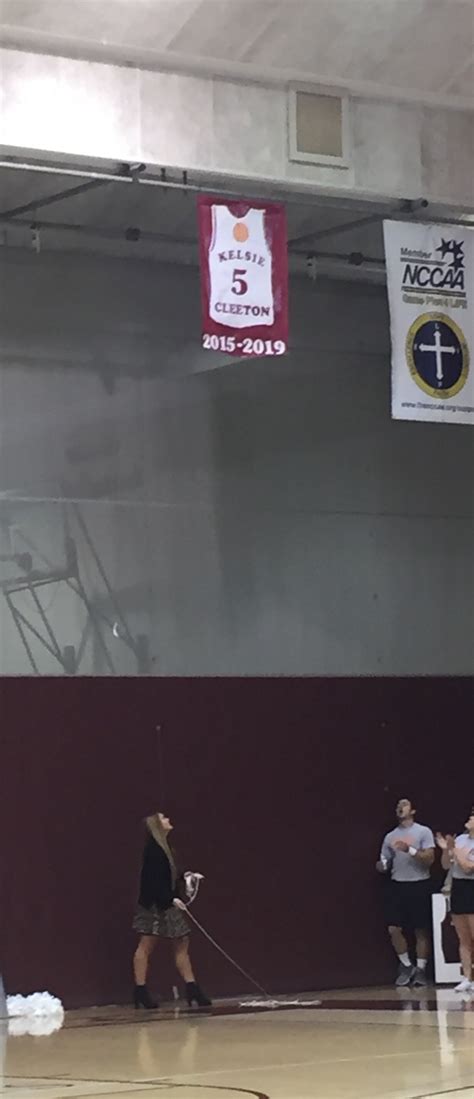 KELSIE
5
CLEETON
2015-2019
Member
NCCAA
Game Plan 4 LIFE